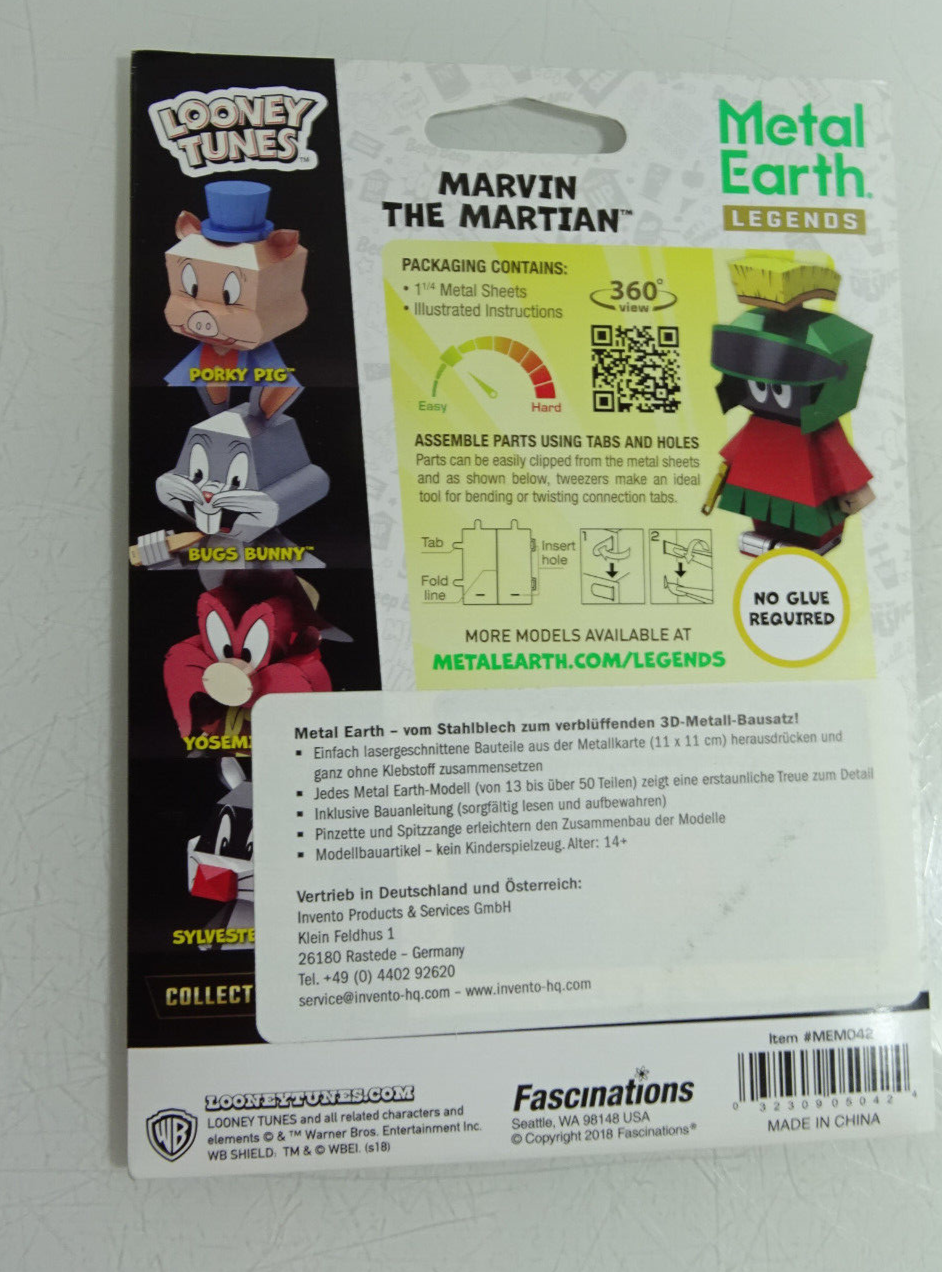 LOONEY
TUNES™
PORKY PIG™
BUGS BUNNY™
YOSEM
SYLVESTE
COLLECT
MARVIN
THE MARTIAN™
Metal
Earth®
LEGENDS
PACKAGING CONTAINS:
• 1 1/4 Metal Sheets
• Illustrated Instructions
360°
view
Easy
Hard
ASSEMBLE PARTS USING TABS AND HOLES
Parts can be easily clipped from the metal sheets
and as shown below, tweezers make an ideal
tool for bending or twisting connection tabs.
Tab
Fold
line
Insert
hole
1
2
NO GLUE
REQUIRED
MORE MODELS AVAILABLE AT
METALEARTH.COM/LEGENDS
Metal Earth – vom Stahlblech zum verblüffenden 3D-Metall-Bausatz!
▪ Einfach lasergeschnittene Bauteile aus der Metallkarte (11 x 11 cm) herausdrücken und
ganz ohne Klebstoff zusammensetzen
▪ Jedes Metal Earth-Modell (von 13 bis über 50 Teilen) zeigt eine erstaunliche Treue zum Detail
▪ Inklusive Bauanleitung (sorgfältig lesen und aufbewahren)
▪ Pinzette und Spitzzange erleichtern den Zusammenbau der Modelle
▪ Modellbauartikel – kein Kinderspielzeug. Alter: 14+
Vertrieb in Deutschland und Österreich:
Invento Products & Services GmbH
Klein Feldhus 1
26180 Rastede – Germany
Tel. +49 (0) 4402 92620
service@invento-hq.com – www.invento-hq.com
WB
LOONEYTUNES.COM
LOONEY TUNES and all related characters and
elements © & ™ Warner Bros. Entertainment Inc.
WB SHIELD: TM & © WBEI. (s18)
Fascinations
Seattle, WA 98148 USA
© Copyright 2018 Fascinations®
Item #MEM042
0 32309 05042 4
MADE IN CHINA